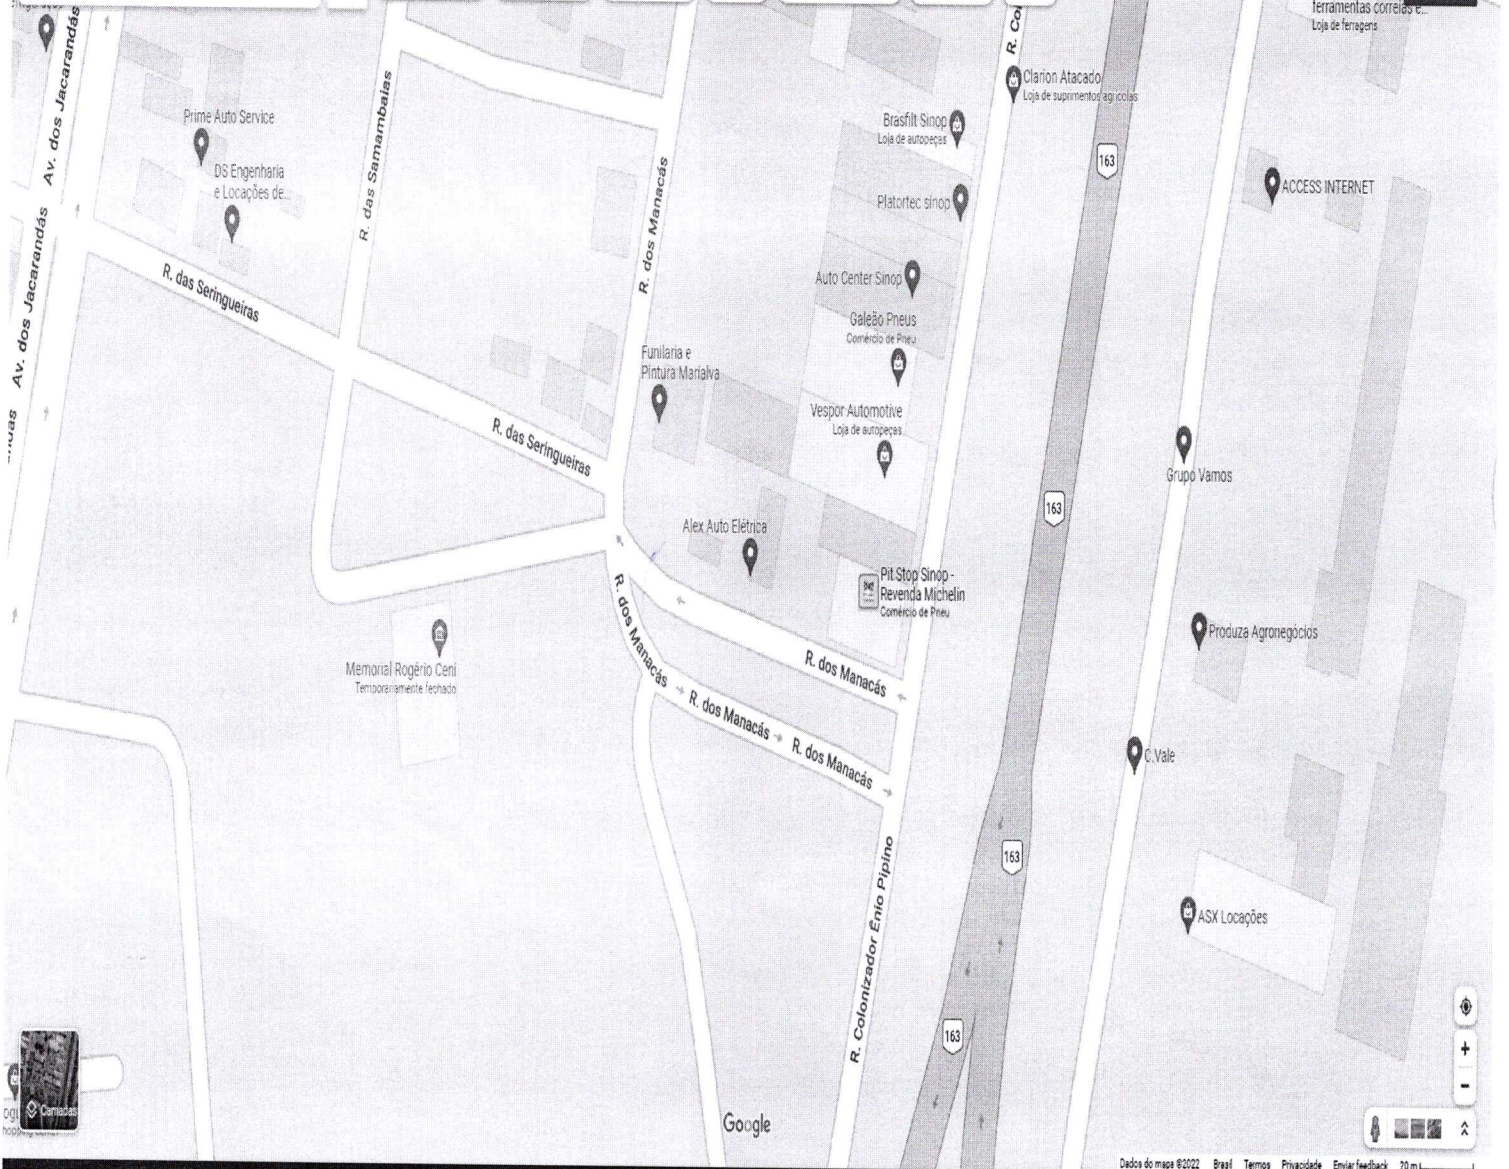 ferramentas correias e...
Loja de ferragens
Av. dos Jacarandás
R. das Samambaias
Clarion Atacado
Loja de suprimentos agrícolas
Prime Auto Service
Brasfilt Sinop
Loja de autopeças
163
DS Engenharia
e Locações de...
R. dos Manacás
ACCESS INTERNET
Platortec sinop
Av. dos Jacarandás
R. das Seringueiras
Auto Center Sinop
Galeão Pneus
Comércio de Pneu
Funilaria e
Pintura Marialva
Vespor Automotive
Loja de autopeças
R. das Seringueiras
Grupo Vamos
163
Alex Auto Elétrica
Pit Stop Sinop -
Revenda Michelin
Comércio de Pneu
R. dos Manacás
Produza Agronegócios
Memorial Rogério Ceni
Temporariamente fechado
R. dos Manacás
R. dos Manacás
R. dos Manacás
C.Vale
163
R. Colonizador Ênio Pipino
ASX Locações
163
Camadas
Google
Dados do mapa ©2022 Brasil Termos Privacidade Enviar feedback 20 m